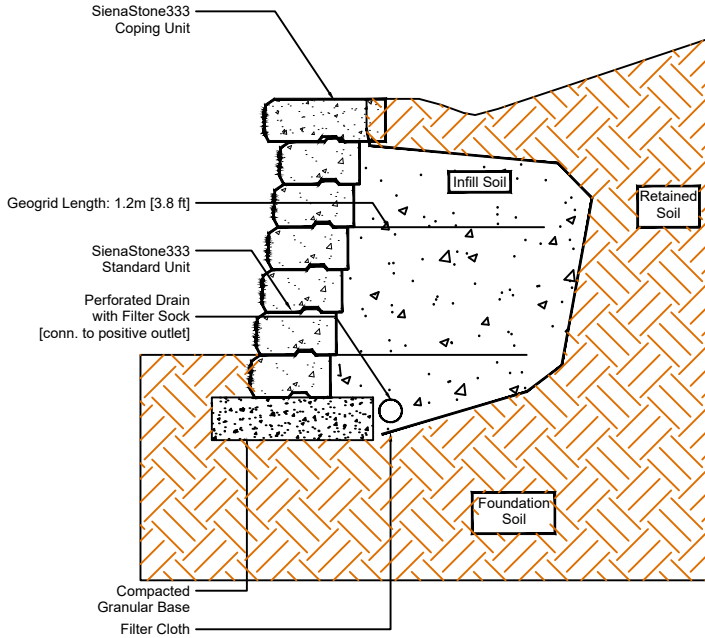 SienaStone333
Coping Unit
Infill Soil
Geogrid Length: 1.2m [3.8 ft]
Retained
Soil
SienaStone333
Standard Unit
Perforated Drain
with Filter Sock
[conn. to positive outlet]
Foundation
Soil
Compacted
Granular Base
Filter Cloth